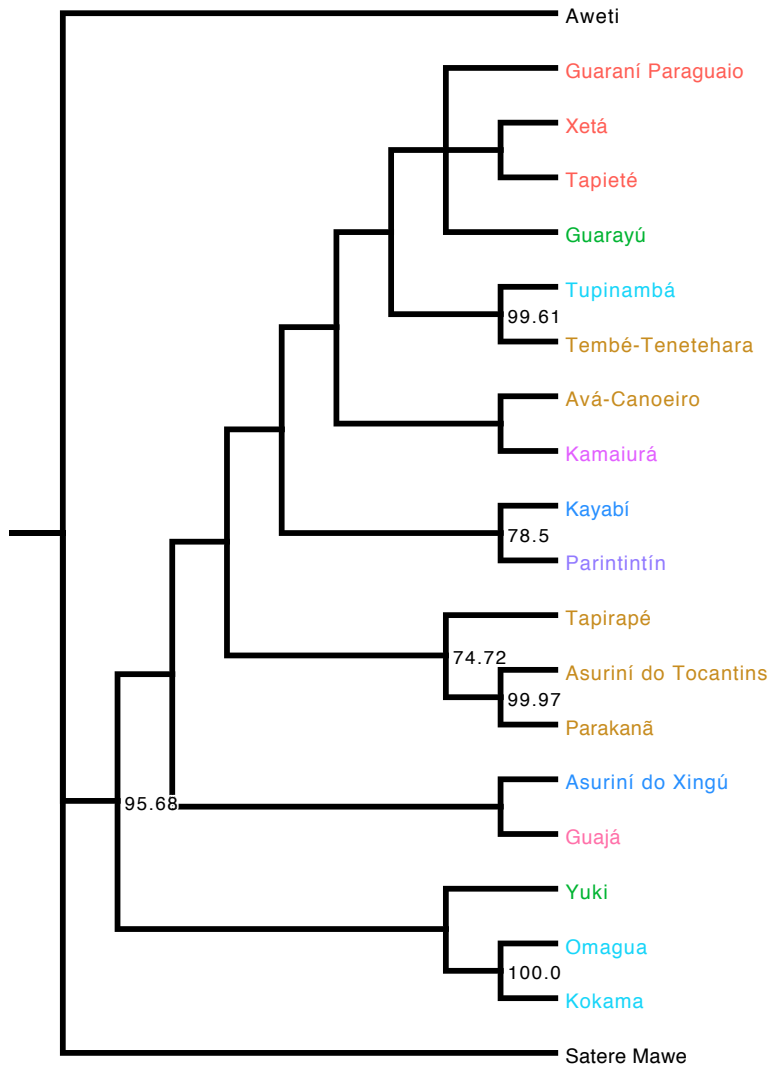 Aweti
Guaraní Paraguaio
Xetá
Tapieté
Guarayú
Tupinambá
99.61
Tembé-Tenetehara
Avá-Canoeiro
Kamaiurá
Kayabí
78.5
Parintintín
Tapirapé
74.72
Asuriní do Tocantins
99.97
Parakanã
Asuriní do Xingú
95.68
Guajá
Yuki
Omagua
100.0
Kokama
Satere Mawe